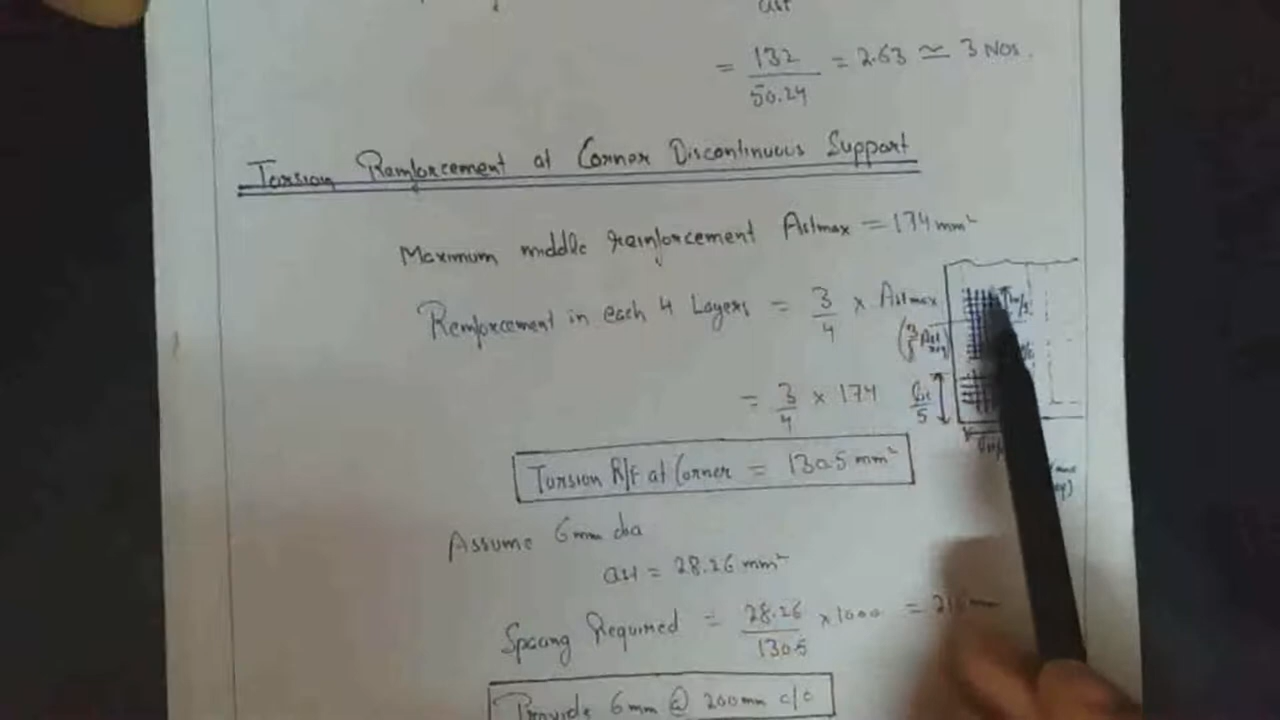 Ast
= 132/50.24 = 2.63 ≃ 3 Nos.
Torsion Reinforcement at Corner Discontinuous Support
Maximum middle reinforcement Astmax = 174 mm²
Reinforcement in each 4 Layers = 3/4 × Astmax
= 3/4 × 174
Torsion R/f at Corner = 130.5 mm²
Assume 6mm dia
ast = 28.26 mm²
Spacing Required = 28.26/130.5 × 1000 =
Provide 6mm @ 200mm c/c